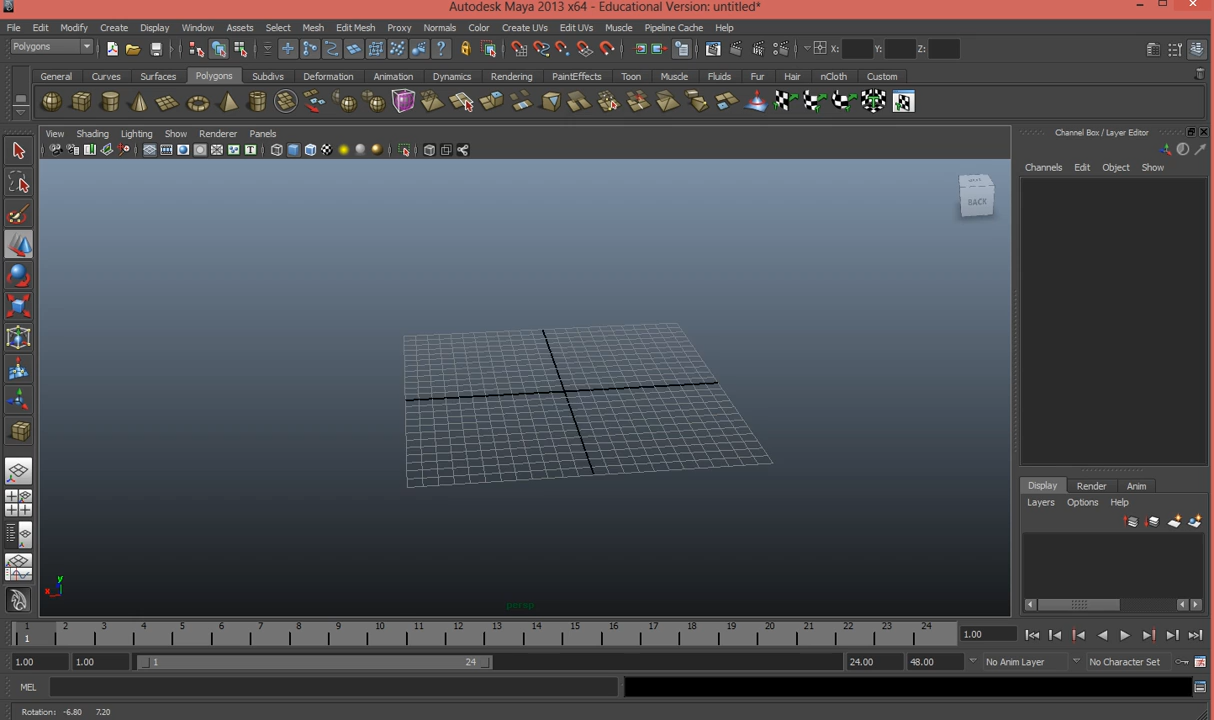 Autodesk Maya 2013 x64 - Educational Version: untitled*
File Edit Modify Create Display Window Assets Select Mesh Edit Mesh Proxy Normals Color Create UVs Edit UVs Muscle Pipeline Cache Help
Polygons X: Y: Z:
General Curves Surfaces Polygons Subdivs Deformation Animation Dynamics Rendering PaintEffects Toon Muscle Fluids Fur Hair nCloth Custom
View Shading Lighting Show Renderer Panels
Channel Box / Layer Editor
Channels Edit Object Show
BACK
Display Render Anim
Layers Options Help
y
x
persp
1 2 3 4 5 6 7 8 9 10 11 12 13 14 15 16 17 18 19 20 21 22 23 24
1 1.00
1.00 1.00 1 24 24.00 48.00 No Anim Layer No Character Set
MEL
Rotation: -6.80 7.20